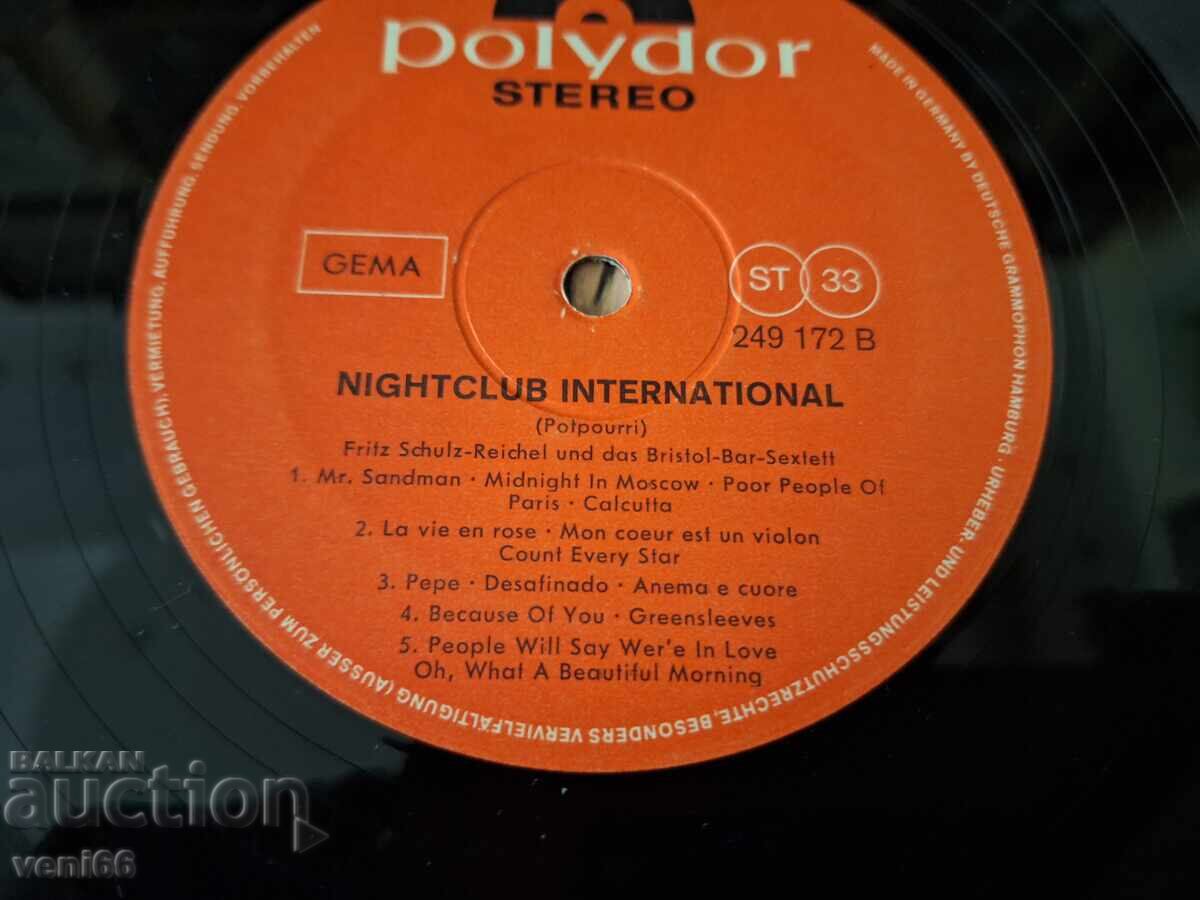 polydor
STEREO
GEMA
ST 33
249 172 B
NIGHTCLUB INTERNATIONAL
(Potpourri)
Fritz Schulz-Reichel und das Bristol-Bar-Sextett
1. Mr. Sandman · Midnight In Moscow · Poor People Of
Paris · Calcutta
2. La vie en rose · Mon coeur est un violon
Count Every Star
3. Pepe · Desafinado · Anema e cuore
4. Because Of You · Greensleeves
5. People Will Say Wer'e In Love
Oh, What A Beautiful Morning
MADE IN GERMANY BY DEUTSCHE GRAMMOPHON HAMBURG · URHEBER- UND LEISTUNGSSCHUTZRECHTE, BESONDERS VERVIELFÄLTIGUNG (AUSSER ZUM PERSÖNLICHEN GEBRAUCH), VERMIETUNG, AUFFÜHRUNG, SENDUNG, VORBEHALTEN
BALKAN
auction
veni66